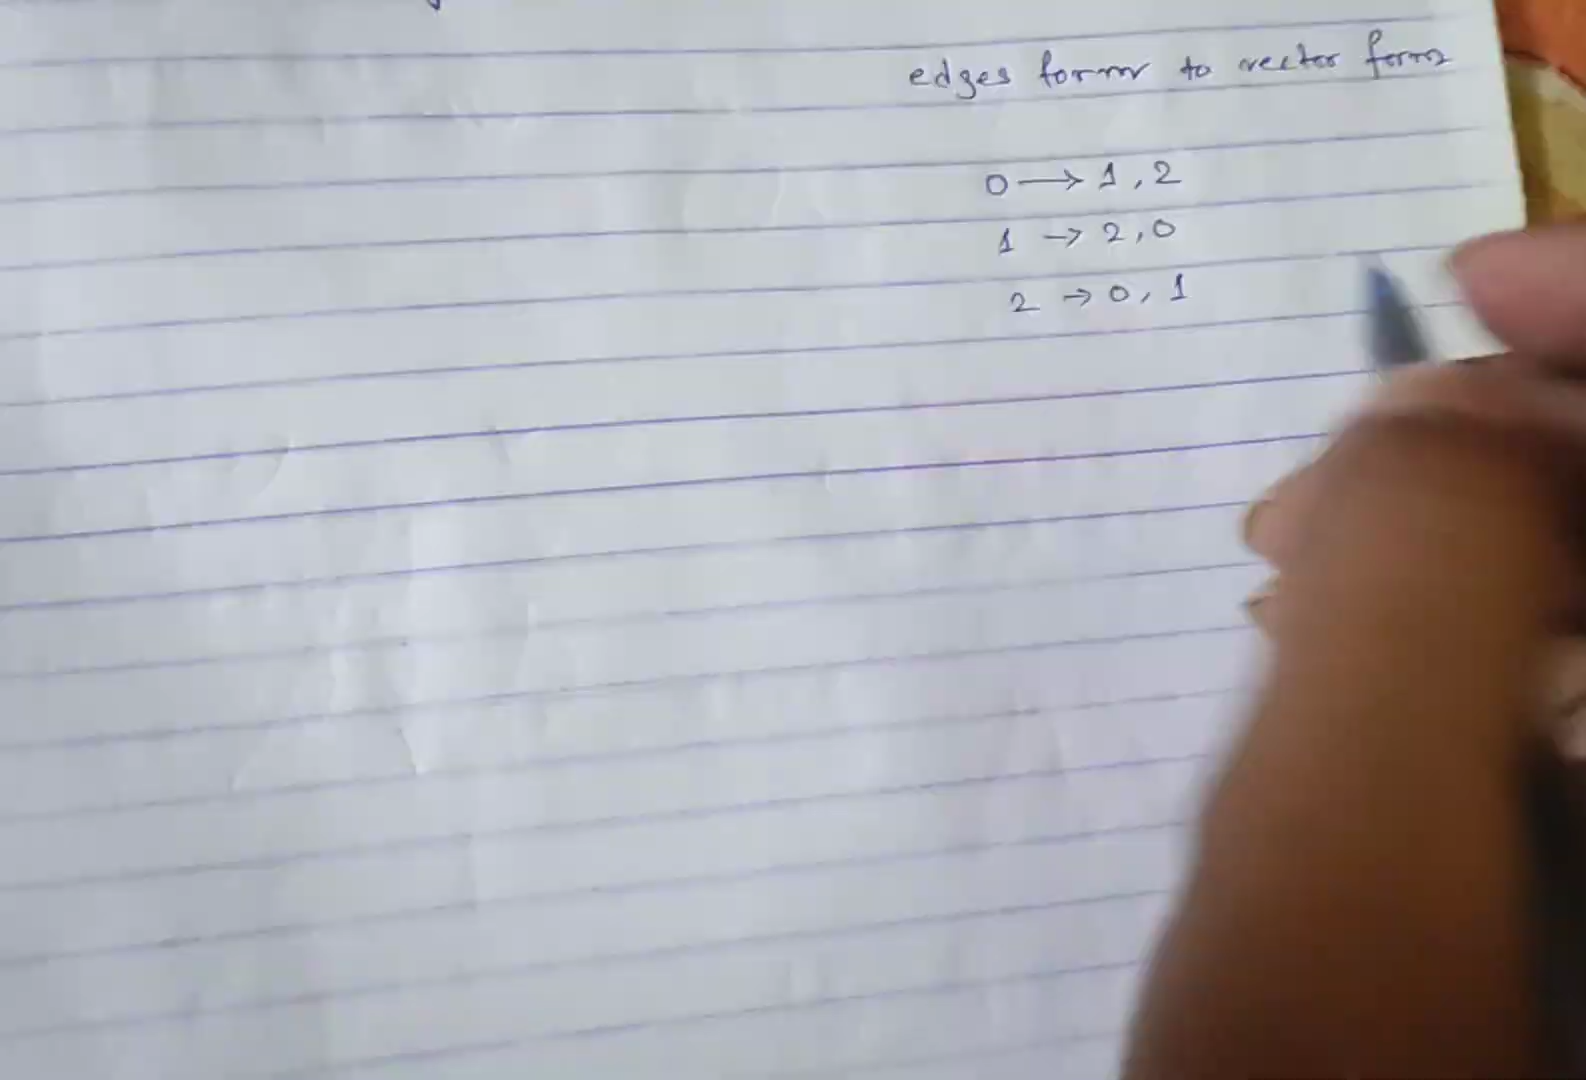 edges form to vector form
0 → 1, 2
1 → 2, 0
2 → 0, 1